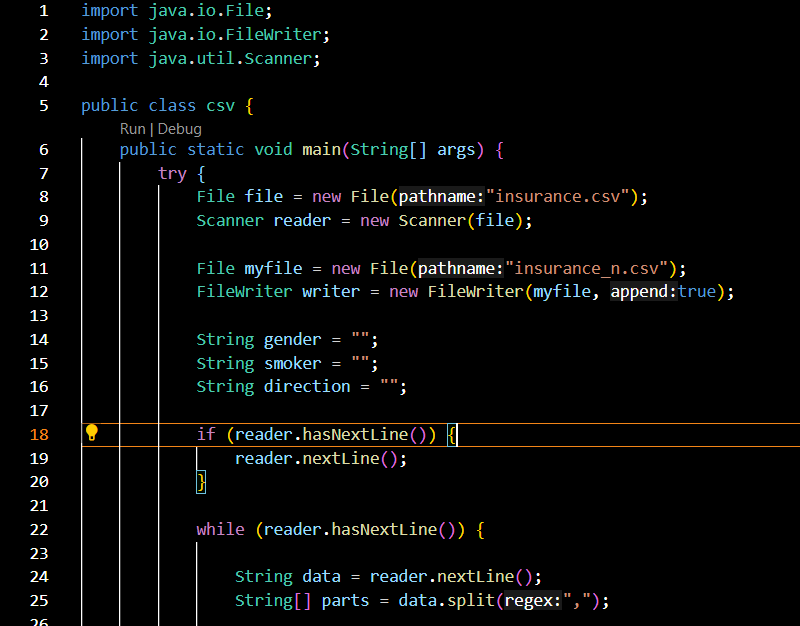 1 import java.io.File;
2 import java.io.FileWriter;
3 import java.util.Scanner;
4
5 public class csv {
Run | Debug
6 public static void main(String[] args) {
7 try {
8 File file = new File(pathname:"insurance.csv");
9 Scanner reader = new Scanner(file);
10
11 File myfile = new File(pathname:"insurance_n.csv");
12 FileWriter writer = new FileWriter(myfile, append:true);
13
14 String gender = "";
15 String smoker = "";
16 String direction = "";
17
18 if (reader.hasNextLine()) {
19 reader.nextLine();
20 }
21
22 while (reader.hasNextLine()) {
23
24 String data = reader.nextLine();
25 String[] parts = data.split(regex:",");
26